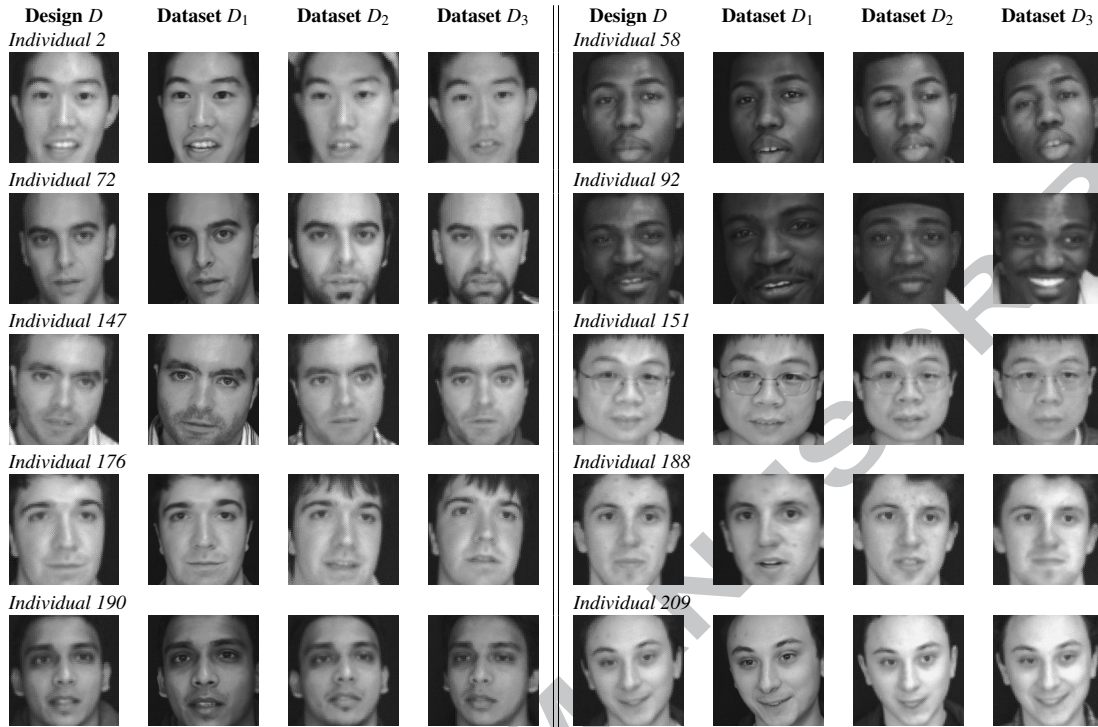 Design D Dataset D1 Dataset D2 Dataset D3 Design D Dataset D1 Dataset D2 Dataset D3
Individual 2 Individual 58
Individual 72 Individual 92
Individual 147 Individual 151
Individual 176 Individual 188
Individual 190 Individual 209